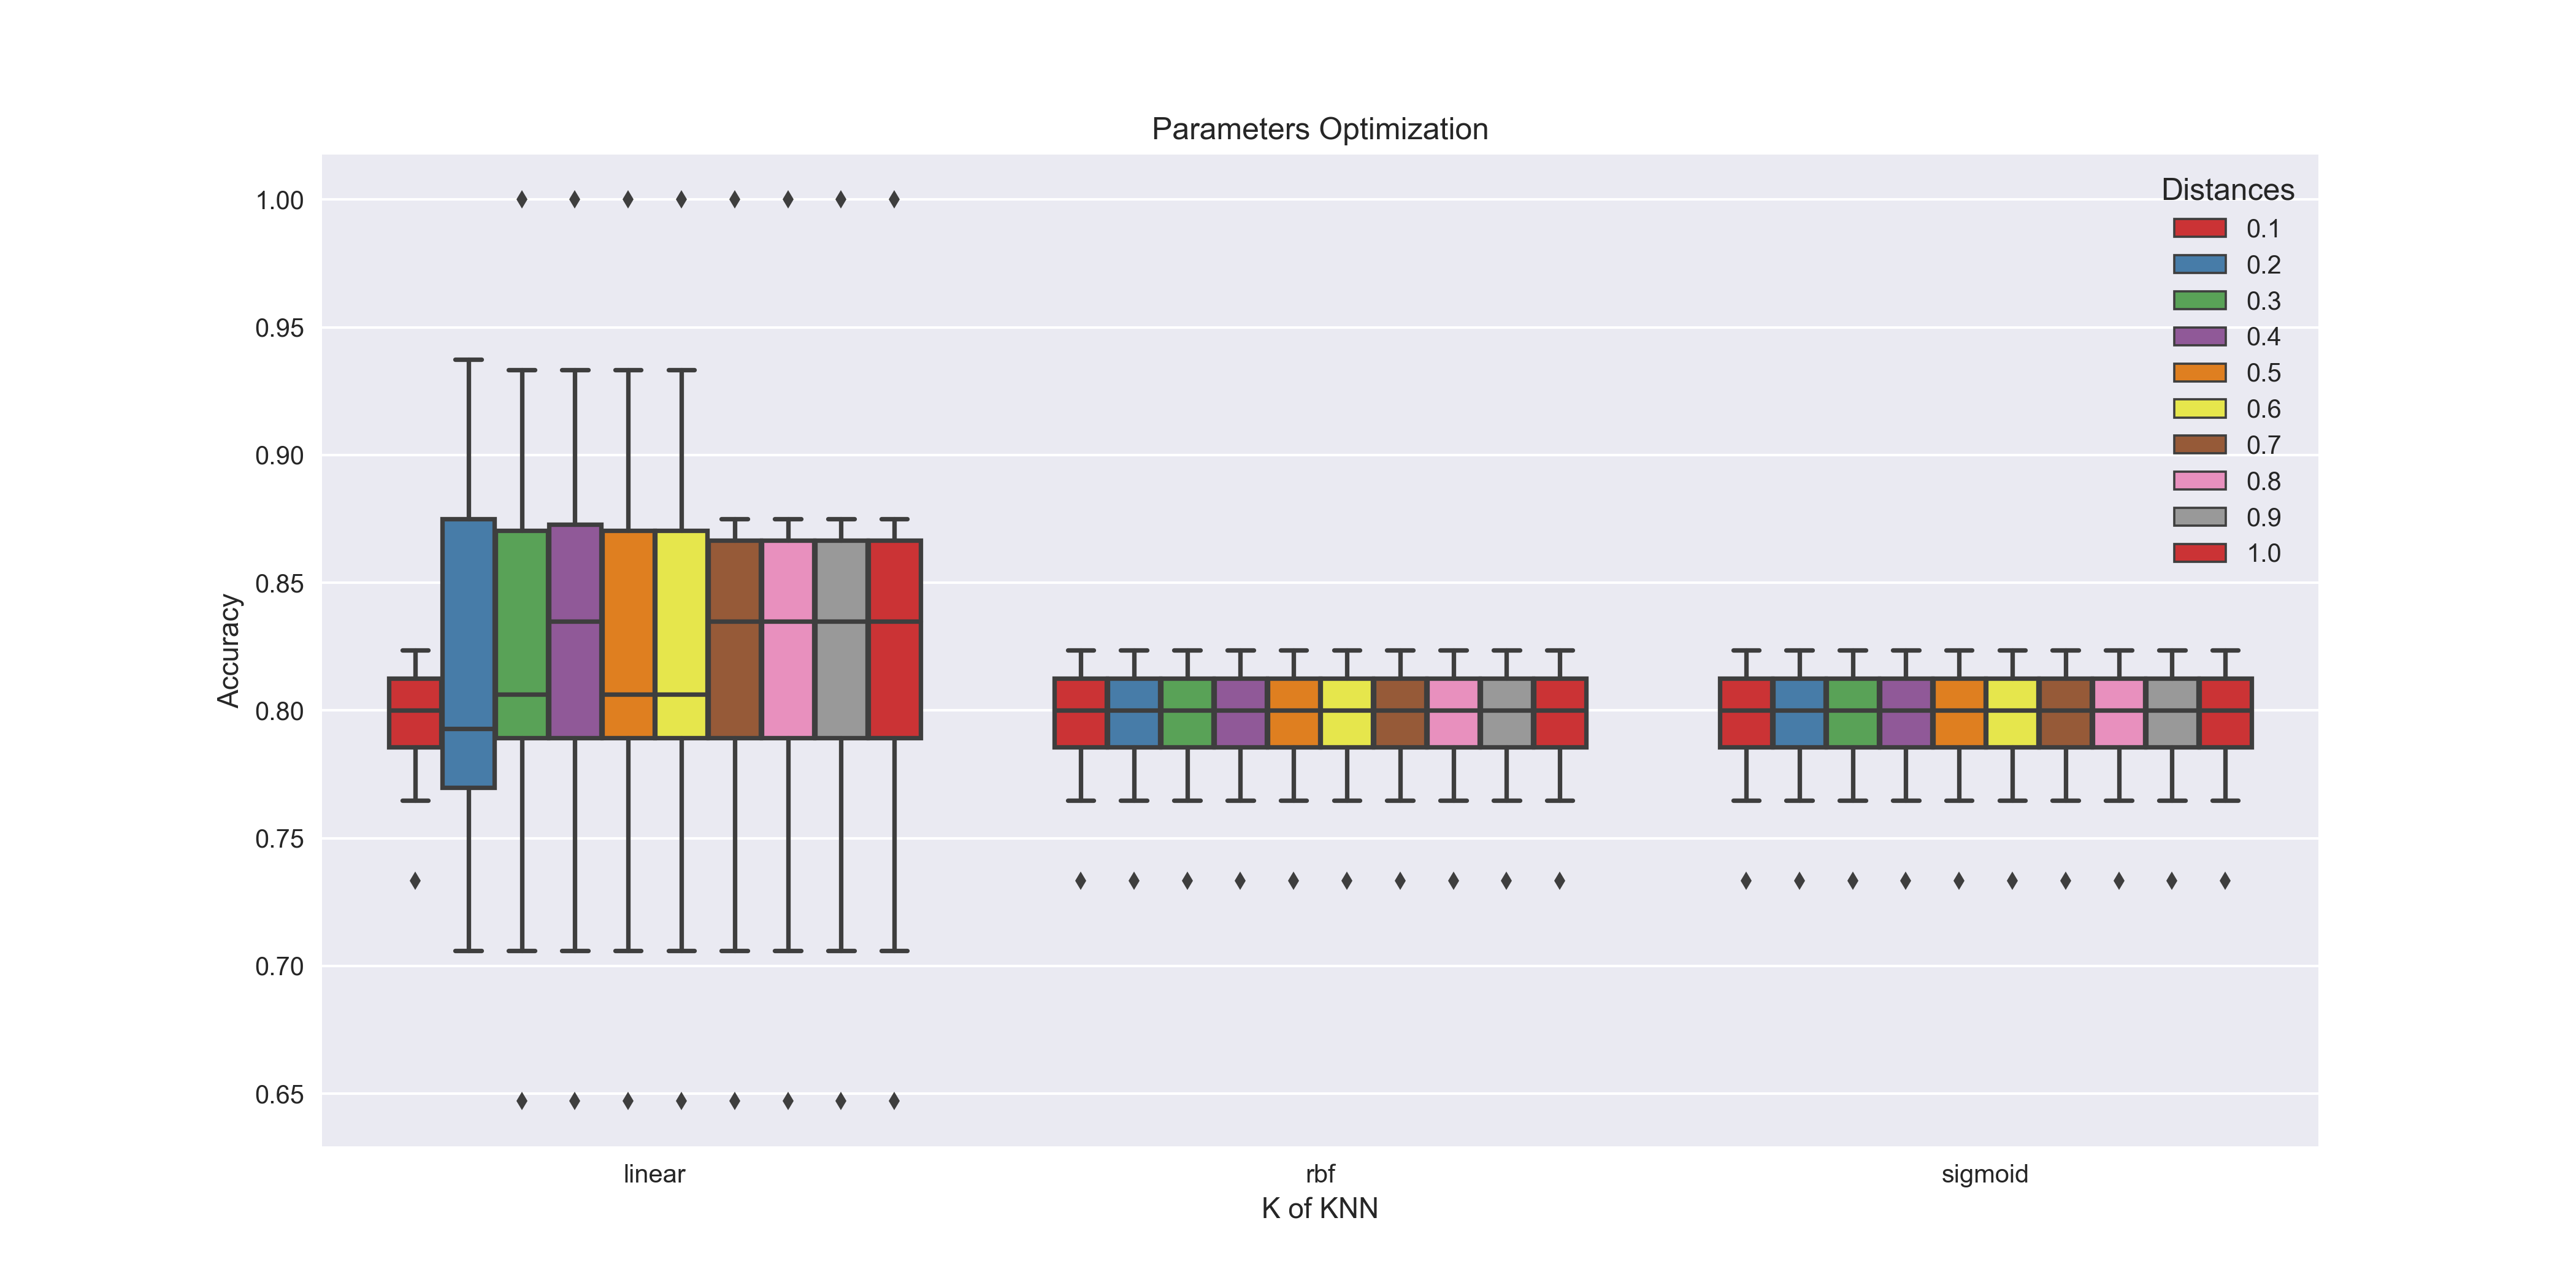 Parameters Optimization
1.00
0.95
0.90
0.85
0.80
0.75
0.70
0.65
Accuracy
Distances
0.1
0.2
0.3
0.4
0.5
0.6
0.7
0.8
0.9
1.0
linear
rbf
sigmoid
K of KNN